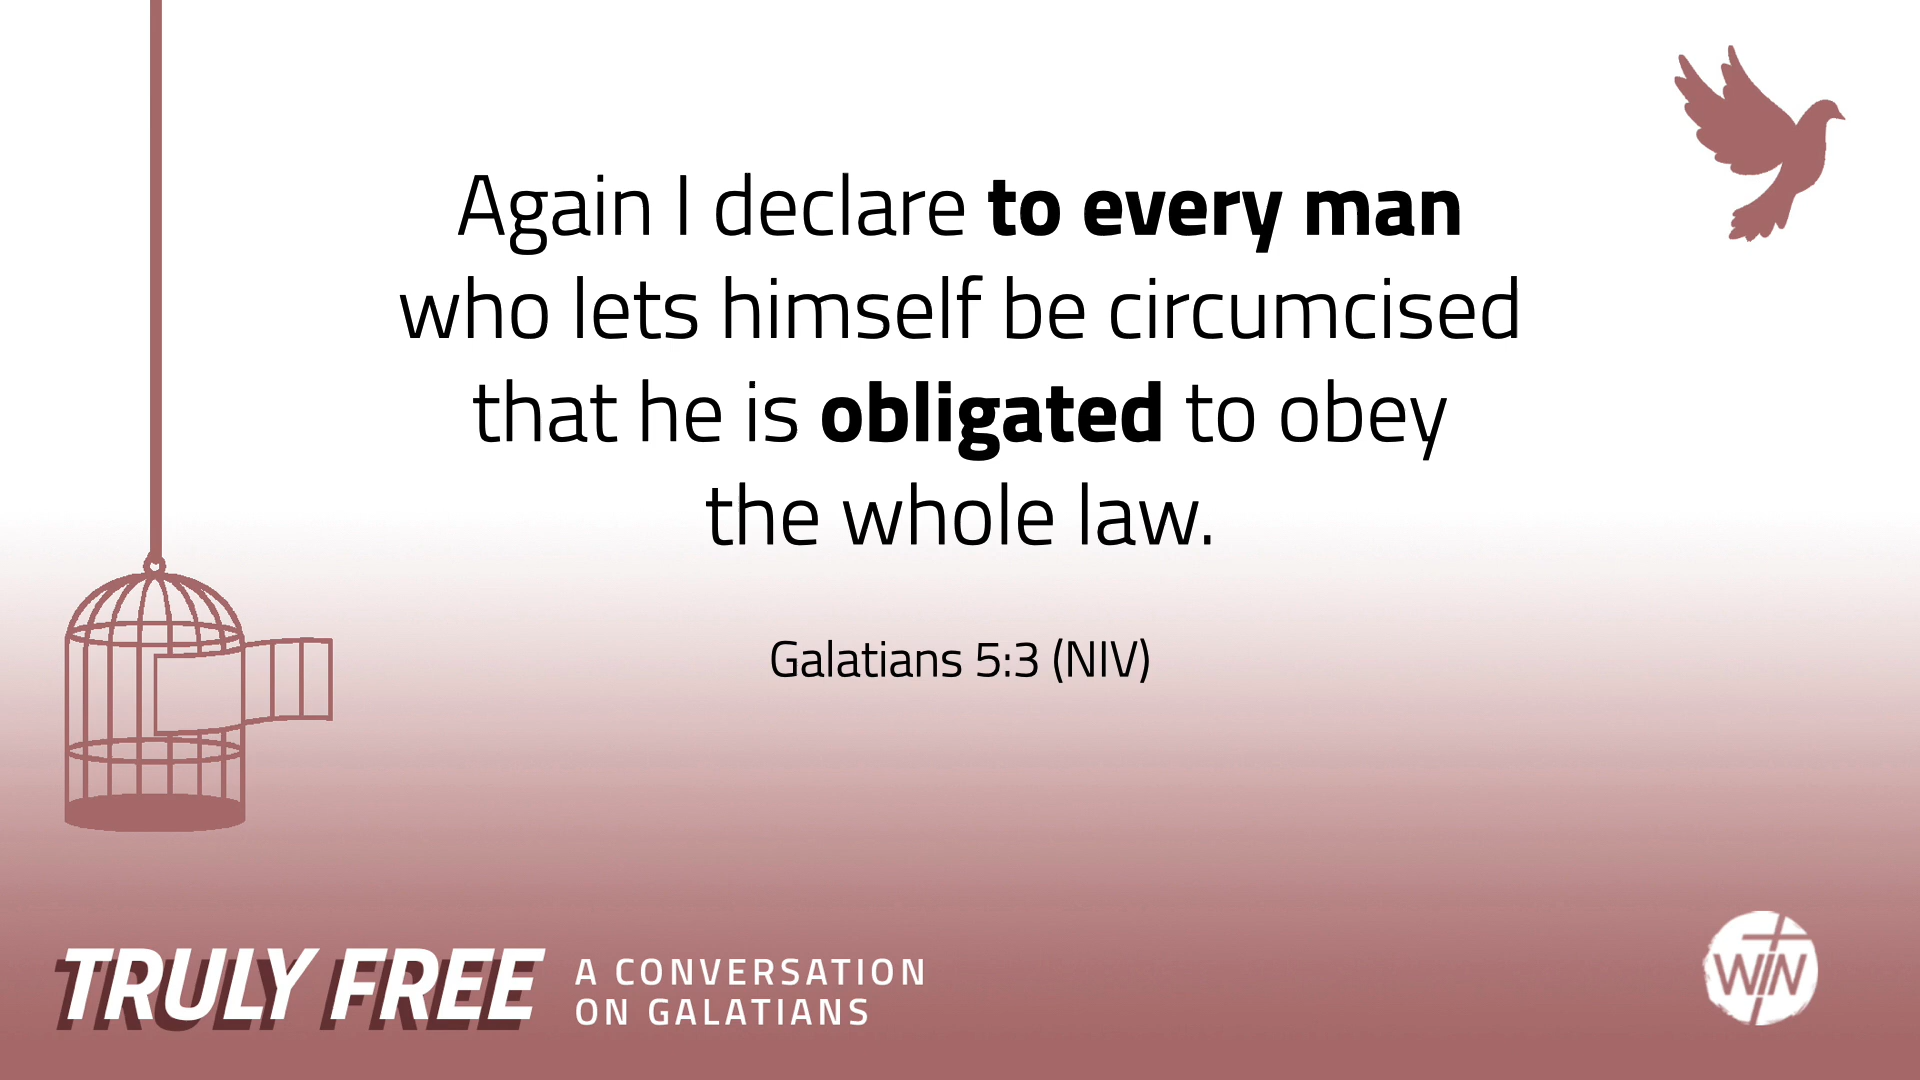 Again I declare to every man
who lets himself be circumcised
that he is obligated to obey
the whole law.
Galatians 5:3 (NIV)
TRULY FREE
A CONVERSATION
ON GALATIANS
WIN